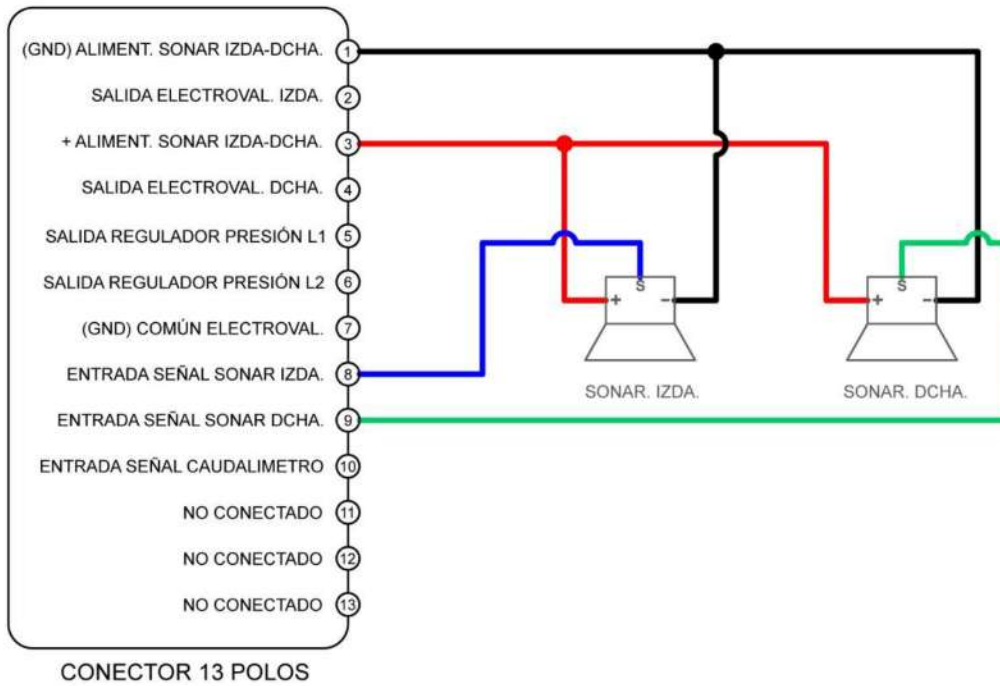 (GND) ALIMENT. SONAR IZDA-DCHA. 1
SALIDA ELECTROVAL. IZDA. 2
+ ALIMENT. SONAR IZDA-DCHA. 3
SALIDA ELECTROVAL. DCHA. 4
SALIDA REGULADOR PRESIÓN L1 5
SALIDA REGULADOR PRESIÓN L2 6
(GND) COMÚN ELECTROVAL. 7
ENTRADA SEÑAL SONAR IZDA. 8
ENTRADA SEÑAL SONAR DCHA. 9
ENTRADA SEÑAL CAUDALIMETRO 10
NO CONECTADO 11
NO CONECTADO 12
NO CONECTADO 13
CONECTOR 13 POLOS
S
+ −
SONAR. IZDA.
S
+ −
SONAR. DCHA.